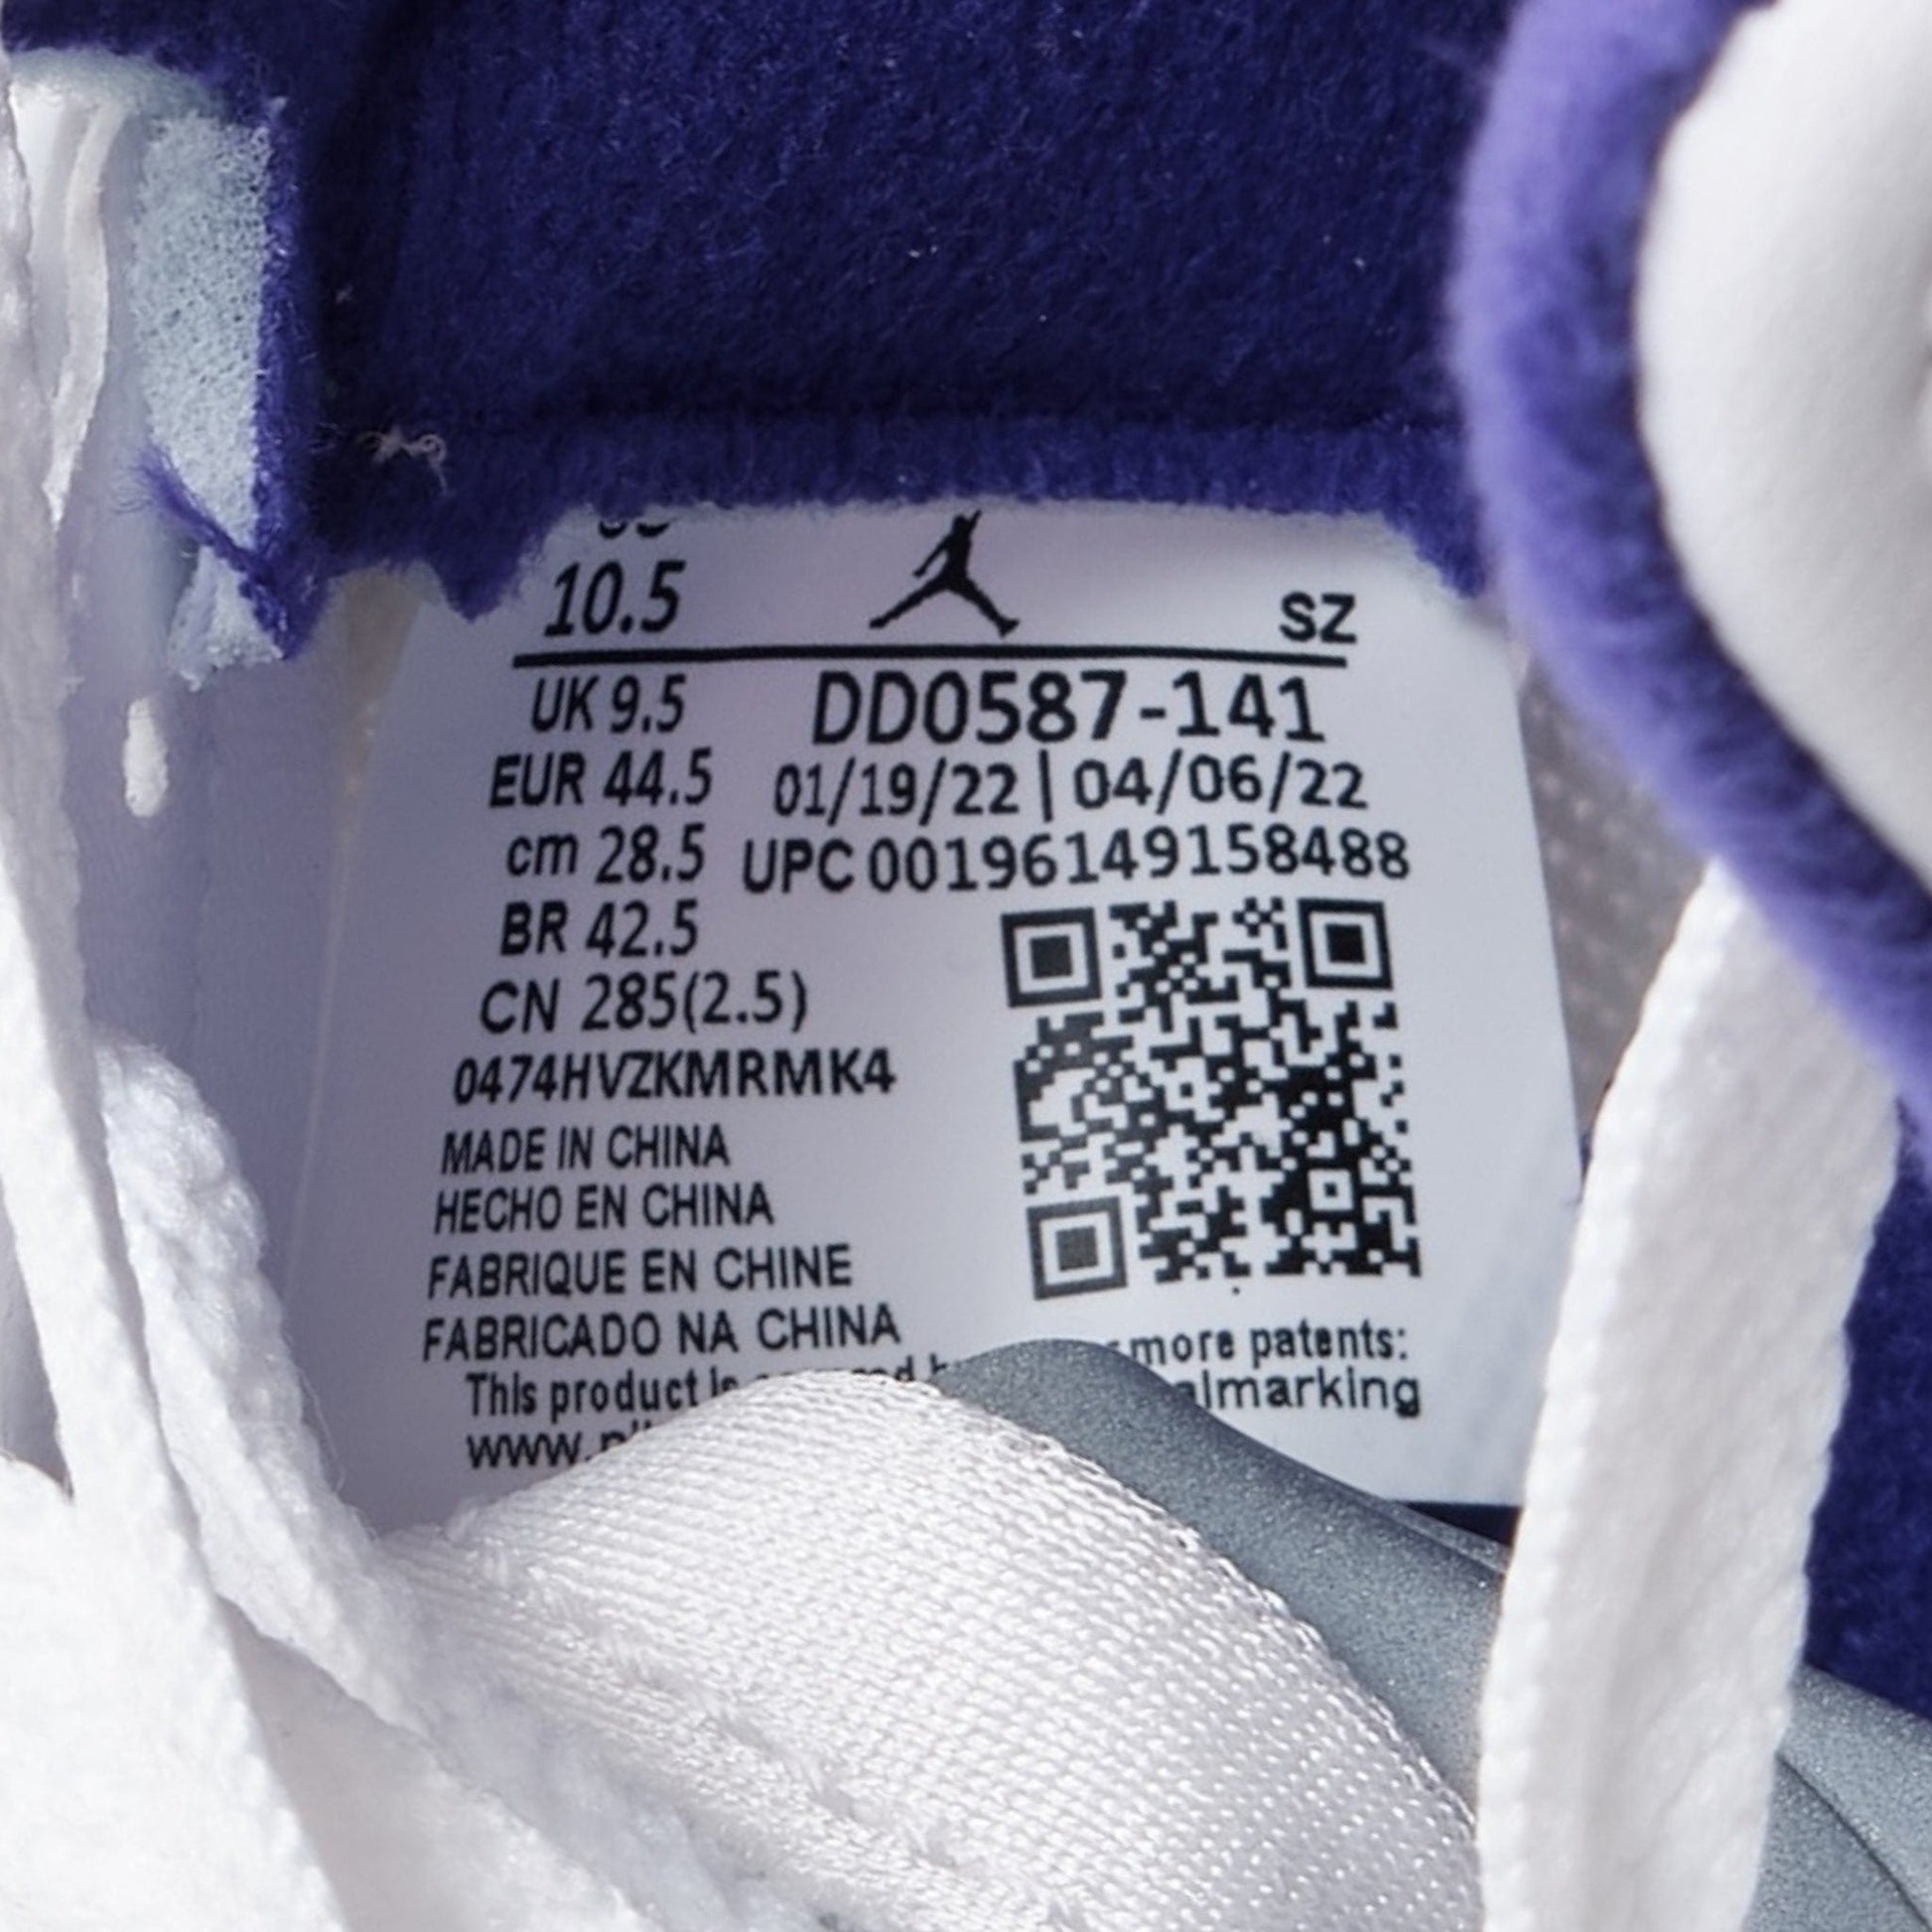 10.5
SZ
UK 9.5 DD0587-141
EUR 44.5 01/19/22 | 04/06/22
cm 28.5 UPC 00196149158488
BR 42.5
CN 285(2.5)
0474HVZKMRMK4
MADE IN CHINA
HECHO EN CHINA
FABRIQUE EN CHINE
FABRICADO NA CHINA
This product is more patents:
www.